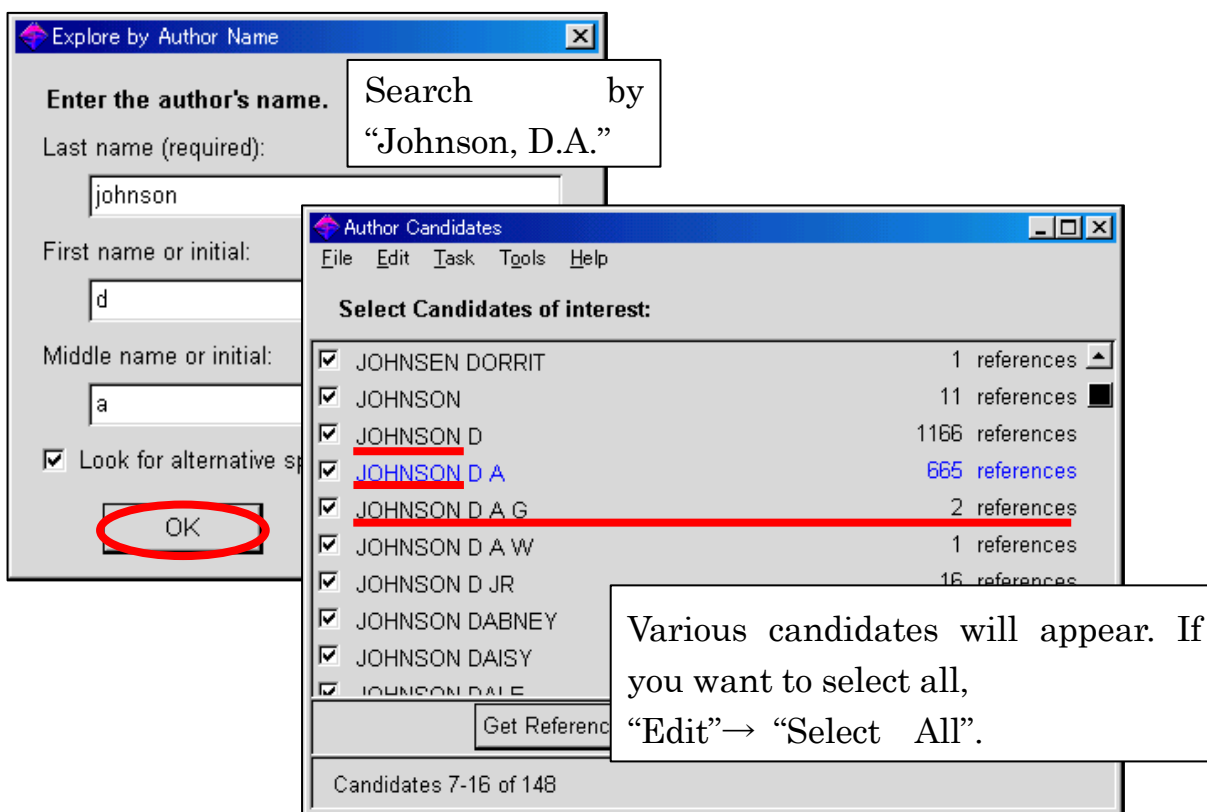 Explore by Author Name
Enter the author's name.
Search by
“Johnson, D.A.”
Last name (required):
johnson
First name or initial:
d
Middle name or initial:
a
Look for alternative
OK
Author Candidates
File Edit Task Tools Help
Select Candidates of interest:
JOHNSEN DORRIT 1 references
JOHNSON 11 references
JOHNSON D 1166 references
JOHNSON D A 665 references
JOHNSON D A G 2 references
JOHNSON D A W 1 references
JOHNSON D JR 16 references
JOHNSON DABNEY
JOHNSON DAISY
JOHNSON DALE
Get
Candidates 7-16 of 148
Various candidates will appear. If
you want to select all,
“Edit”→ “Select All”.